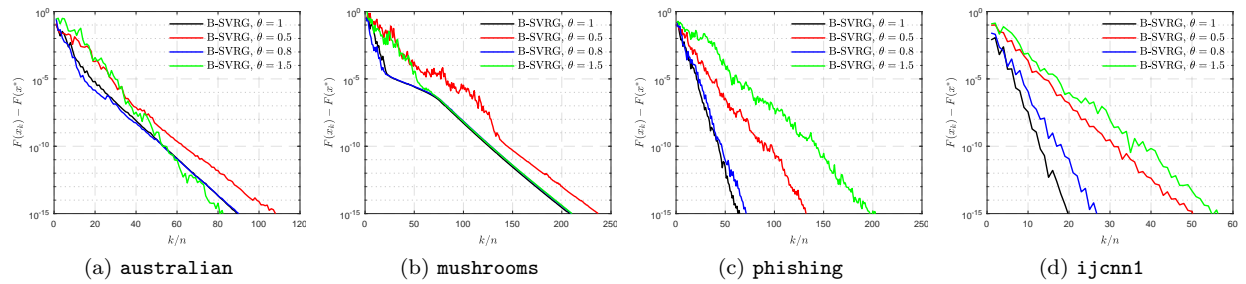 B-SVRG, θ = 1
B-SVRG, θ = 0.5
B-SVRG, θ = 0.8
B-SVRG, θ = 1.5
10^0
10^-5
10^-10
10^-15
F(x_k) − F(x*)
0 20 40 60 80 100 120
k/n
(a) australian
B-SVRG, θ = 1
B-SVRG, θ = 0.5
B-SVRG, θ = 0.8
B-SVRG, θ = 1.5
10^0
10^-5
10^-10
10^-15
F(x_k) − F(x*)
0 50 100 150 200 250
k/n
(b) mushrooms
B-SVRG, θ = 1
B-SVRG, θ = 0.5
B-SVRG, θ = 0.8
B-SVRG, θ = 1.5
10^0
10^-5
10^-10
10^-15
F(x_k) − F(x*)
0 50 100 150 200 250
k/n
(c) phishing
B-SVRG, θ = 1
B-SVRG, θ = 0.5
B-SVRG, θ = 0.8
B-SVRG, θ = 1.5
10^0
10^-5
10^-10
10^-15
F(x_k) − F(x*)
0 10 20 30 40 50 60
k/n
(d) ijcnn1